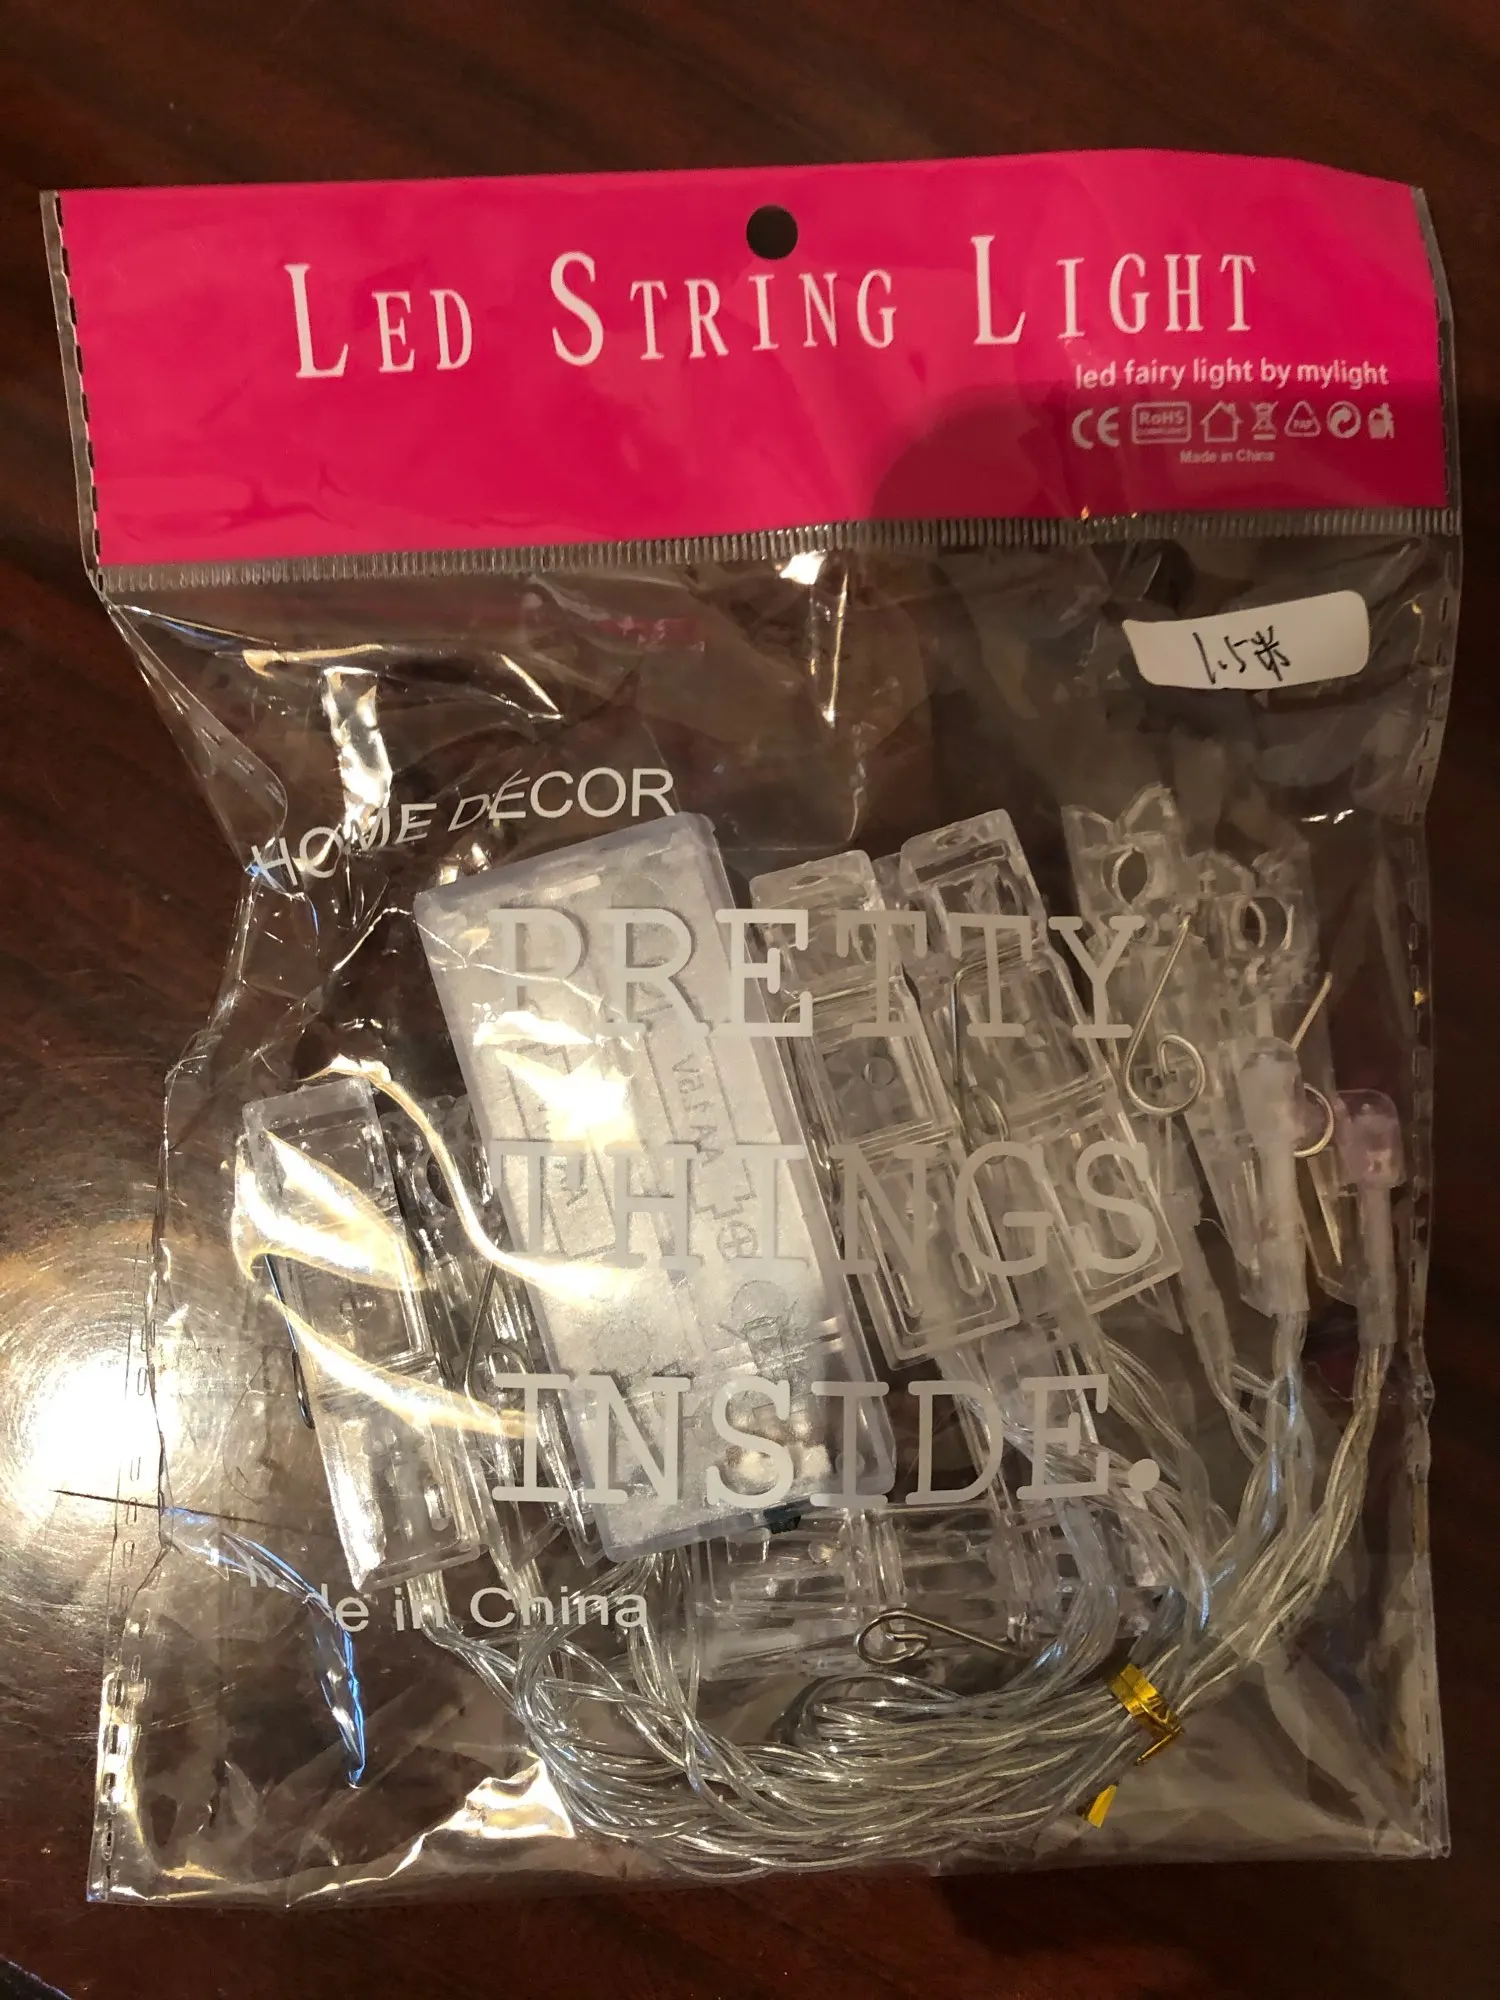 LED STRING LIGHT
led fairy light by mylight
CE RoHS PAP
Made in China
1.5米
HOME DÉCOR
PRETTY
THINGS
INSIDE.
Made in China